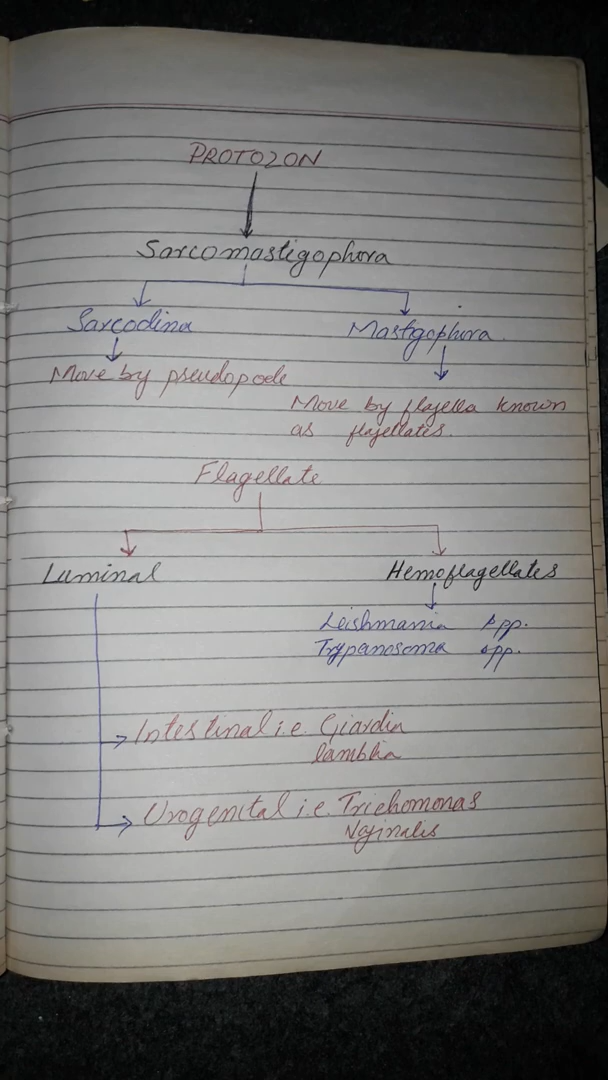 PROTOZON
Sarcomastigophora
Sarcodina
Mastigophora.
Move by pseudopode
Move by flagella known
as flagellates.
Flagellate
Luminal
Hemoflagellates
Leishmania spp.
Trypanosoma spp.
Intestinal i.e. Giardia
lamblia
Urogenital i.e. Trichomonas
Vaginalis